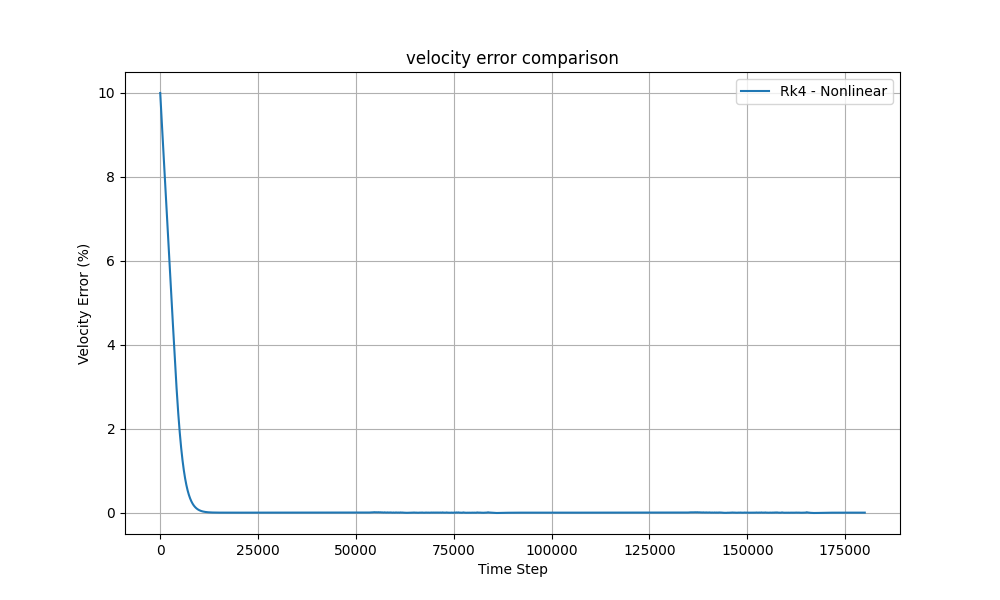 velocity error comparison
Rk4 - Nonlinear
Velocity Error (%)
10
8
6
4
2
0
0 25000 50000 75000 100000 125000 150000 175000
Time Step